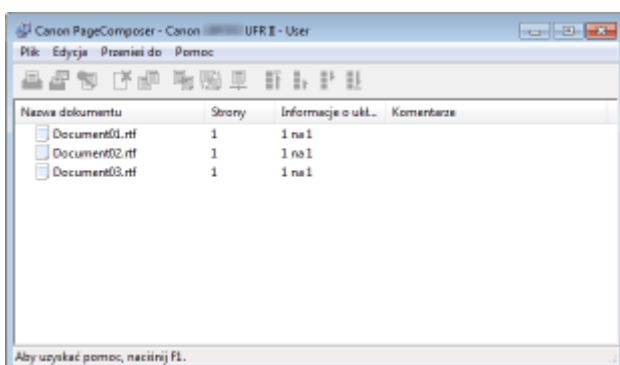 Canon PageComposer - Canon UFR II - User
Plik Edycja Przenieś do Pomoc
Nazwa dokumentu Strony Informacje o ukł... Komentarze
Document01.rtf 1 1 na 1
Document02.rtf 1 1 na 1
Document03.rtf 1 1 na 1
Aby uzyskać pomoc, naciśnij F1.